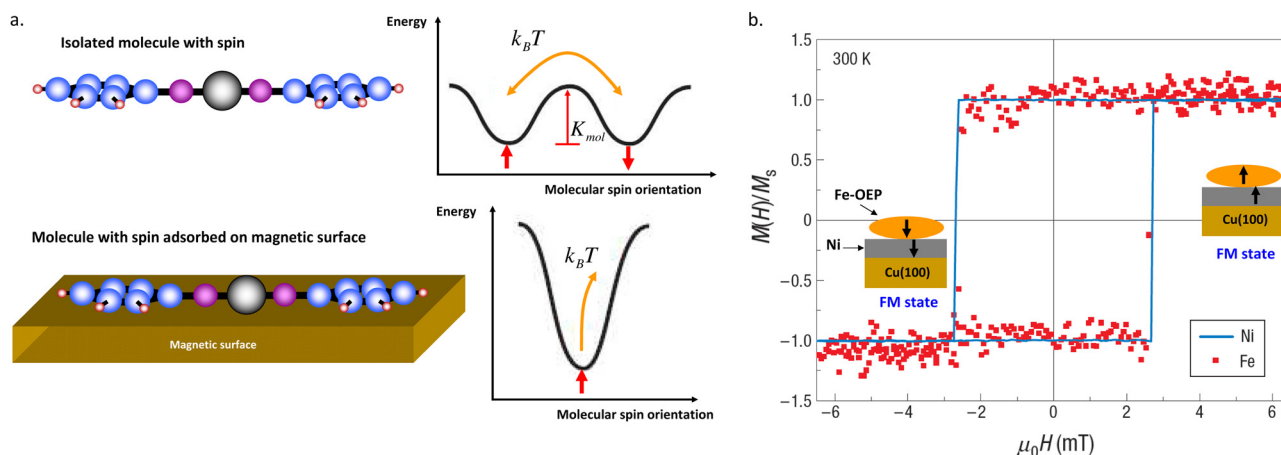 a.
Isolated molecule with spin
Energy
k_BT
K_mol
Molecular spin orientation
Molecule with spin adsorbed on magnetic surface
Magnetic surface
Energy
k_BT
Molecular spin orientation
b.
300 K
1.5
1.0
0.5
0
−0.5
−1.0
−1.5
M(H)/M_s
Fe-OEP
Ni
Cu(100)
FM state
Cu(100)
FM state
Ni
Fe
−6
−4
−2
0
2
4
6
μ₀H (mT)